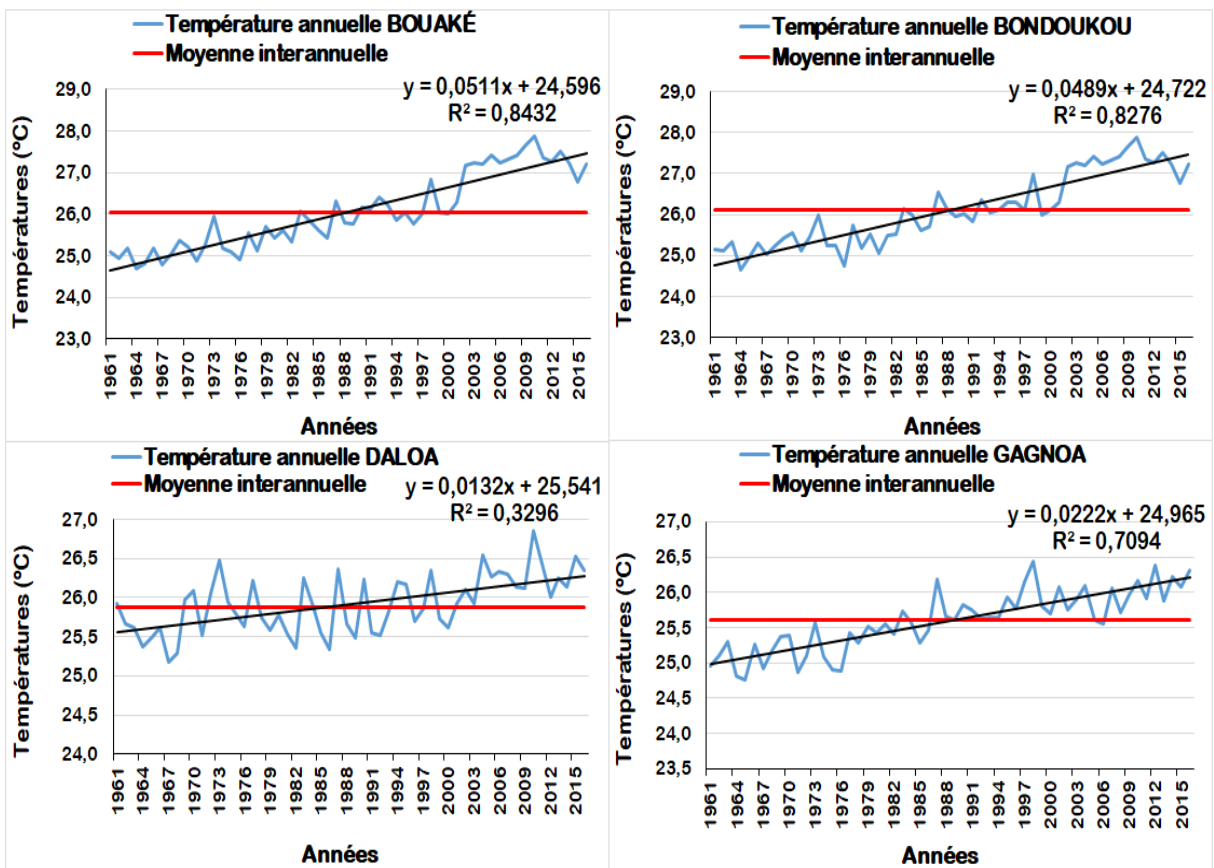 Température annuelle BOUAKÉ
Moyenne interannuelle
y = 0,0511x + 24,596
R² = 0,8432
Températures (°C)
29,0
28,0
27,0
26,0
25,0
24,0
23,0
1961 1964 1967 1970 1973 1976 1979 1982 1985 1988 1991 1994 1997 2000 2003 2006 2009 2012 2015
Années
Température annuelle BONDOUKOU
Moyenne interannuelle
y = 0,0489x + 24,722
R² = 0,8276
Températures (°C)
29,0
28,0
27,0
26,0
25,0
24,0
23,0
1961 1964 1967 1970 1973 1976 1979 1982 1985 1988 1991 1994 1997 2000 2003 2006 2009 2012 2015
Années
Température annuelle DALOA
Moyenne interannuelle
y = 0,0132x + 25,541
R² = 0,3296
Températures (°C)
27,0
26,5
26,0
25,5
25,0
24,5
24,0
1961 1964 1967 1970 1973 1976 1979 1982 1985 1988 1991 1994 1997 2000 2003 2006 2009 2012 2015
Années
Température annuelle GAGNOA
Moyenne interannuelle
y = 0,0222x + 24,965
R² = 0,7094
Températures (°C)
27,0
26,5
26,0
25,5
25,0
24,5
24,0
23,5
1961 1964 1967 1970 1973 1976 1979 1982 1985 1988 1991 1994 1997 2000 2003 2006 2009 2012 2015
Années